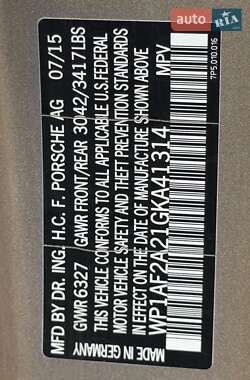 auto.ria.com
MFD BY DR. ING. H.C. F. PORSCHE AG 07/15
GVWR 6327 GAWR FRONT/REAR 3042/3417LBS
THIS VEHICLE CONFORMS TO ALL APPLICABLE U.S. FEDERAL
MOTOR VEHICLE SAFETY AND THEFT PREVENTION STANDARDS
IN EFFECT ON THE DATE OF MANUFACTURE SHOWN ABOVE
WP1AF2A21GKA41314 MPV
MADE IN GERMANY
7P5.010.016